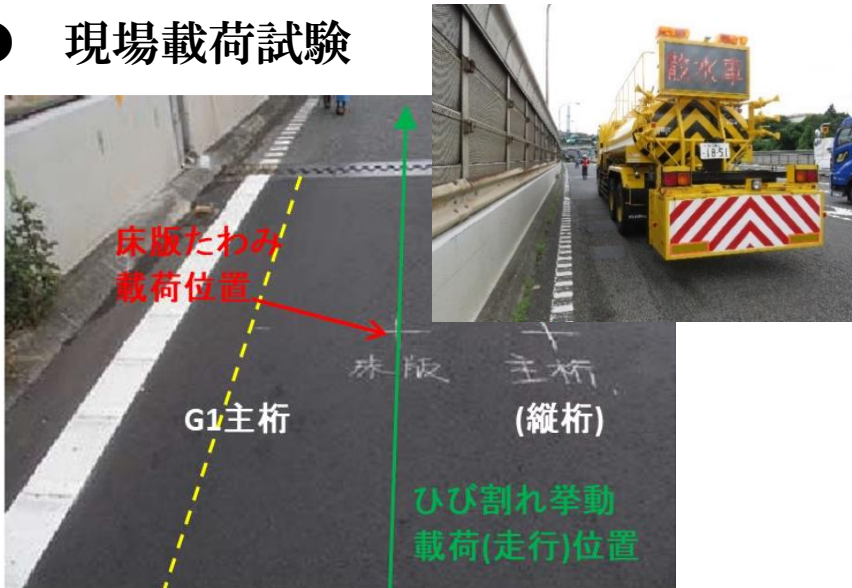 ● 現場載荷試験
散水車
・1851
床版たわみ
載荷位置
床版 主桁
G1主桁
(縦桁)
ひび割れ挙動
載荷(走行)位置